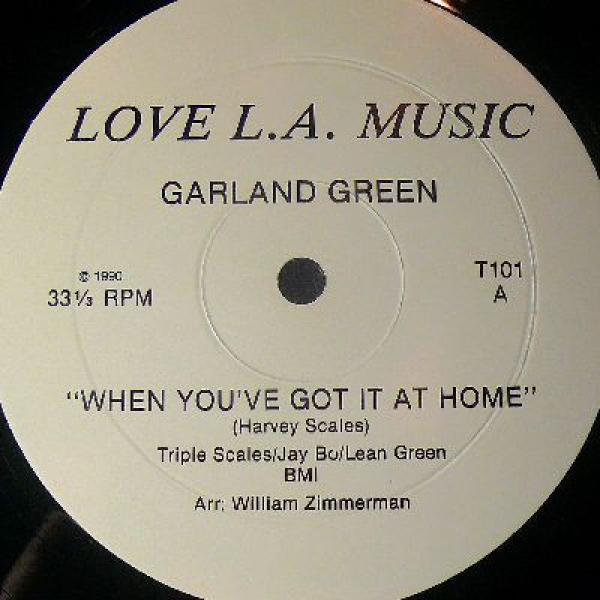 LOVE L.A. MUSIC
GARLAND GREEN
© 1990
33⅓ RPM
T101
A
"WHEN YOU'VE GOT IT AT HOME"
(Harvey Scales)
Triple Scales/Jay Bo/Lean Green
BMI
Arr: William Zimmerman